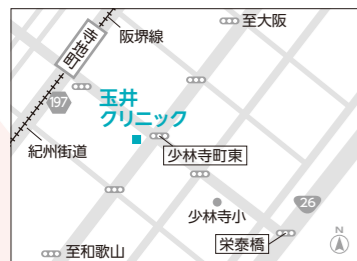 至大阪
阪堺線
寺地町
197
玉井
クリニック
紀州街道
少林寺町東
少林寺小
26
栄泰橋
至和歌山
N